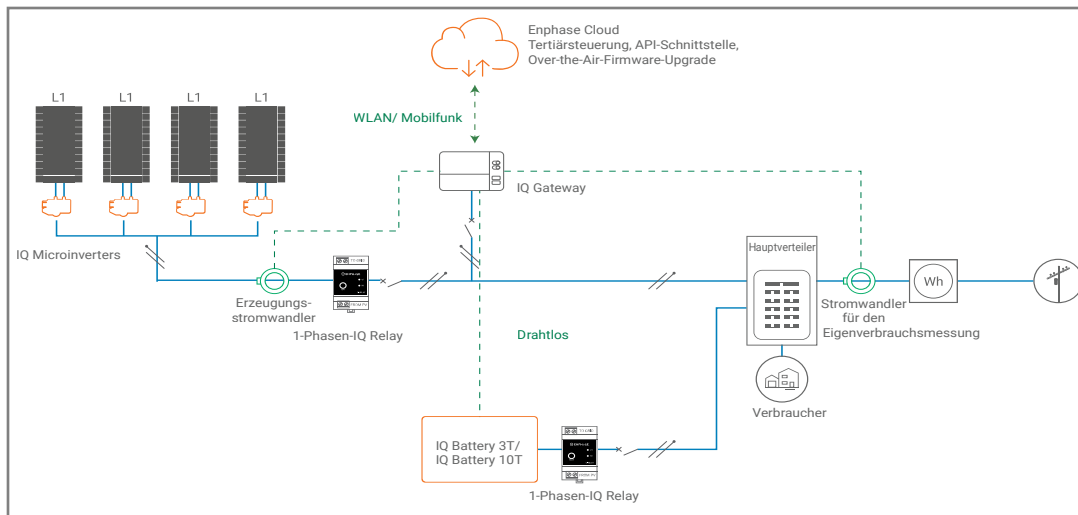 Enphase Cloud
Tertiärsteuerung, API-Schnittstelle,
Over-the-Air-Firmware-Upgrade
L1
L1
L1
L1
WLAN/ Mobilfunk
IQ Gateway
IQ Microinverters
Hauptverteiler
Wh
Erzeugungs-
stromwandler
1-Phasen-IQ Relay
Stromwandler
für den
Eigenverbrauchsmessung
Drahtlos
Verbraucher
IQ Battery 3T/
IQ Battery 10T
1-Phasen-IQ Relay